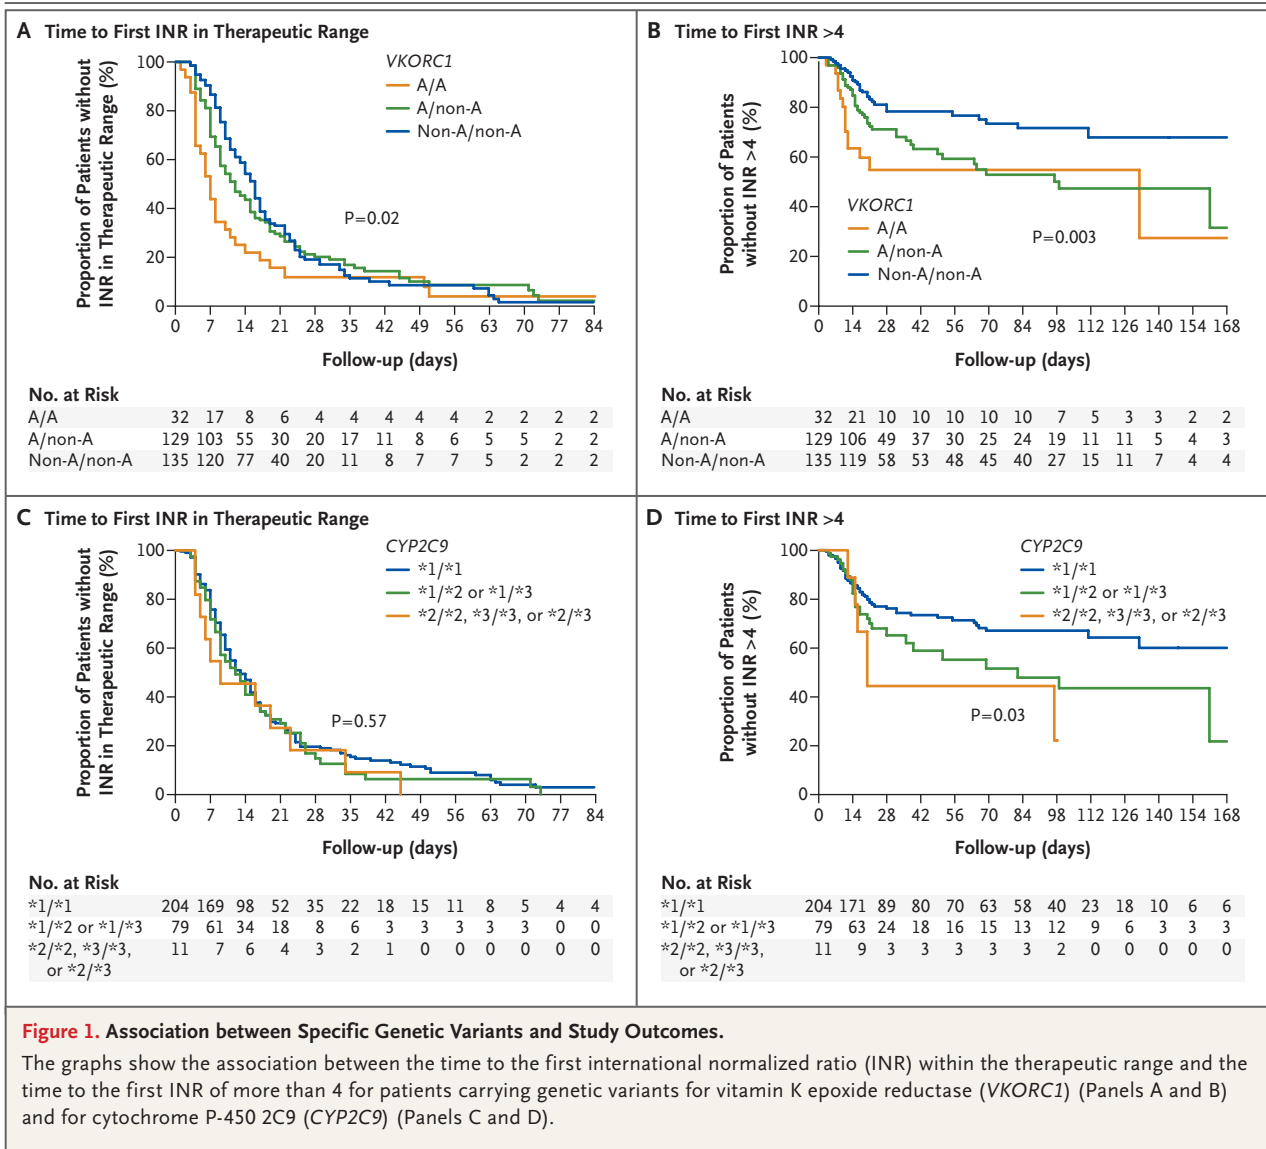 A Time to First INR in Therapeutic Range
Proportion of Patients without
INR in Therapeutic Range (%)
100
80
60
40
20
0
VKORC1
A/A
A/non-A
Non-A/non-A
P=0.02
0 7 14 21 28 35 42 49 56 63 70 77 84
Follow-up (days)
No. at Risk
A/A 32 17 8 6 4 4 4 4 4 2 2 2 2
A/non-A 129 103 55 30 20 17 11 8 6 5 5 2 2
Non-A/non-A 135 120 77 40 20 11 8 7 7 5 2 2 2
B Time to First INR >4
Proportion of Patients
without INR >4 (%)
100
80
60
40
20
0
VKORC1
A/A
A/non-A
Non-A/non-A
P=0.003
0 14 28 42 56 70 84 98 112 126 140 154 168
Follow-up (days)
No. at Risk
A/A 32 21 10 10 10 10 10 7 5 3 3 2 2
A/non-A 129 106 49 37 30 25 24 19 11 11 5 4 3
Non-A/non-A 135 119 58 53 48 45 40 27 15 11 7 4 4
C Time to First INR in Therapeutic Range
Proportion of Patients without
INR in Therapeutic Range (%)
100
80
60
40
20
0
CYP2C9
*1/*1
*1/*2 or *1/*3
*2/*2, *3/*3, or *2/*3
P=0.57
0 7 14 21 28 35 42 49 56 63 70 77 84
Follow-up (days)
No. at Risk
*1/*1 204 169 98 52 35 22 18 15 11 8 5 4 4
*1/*2 or *1/*3 79 61 34 18 8 6 3 3 3 3 3 0 0
*2/*2, *3/*3, 11 7 6 4 3 2 1 0 0 0 0 0 0
or *2/*3
D Time to First INR >4
Proportion of Patients
without INR >4 (%)
100
80
60
40
20
0
CYP2C9
*1/*1
*1/*2 or *1/*3
*2/*2, *3/*3, or *2/*3
P=0.03
0 14 28 42 56 70 84 98 112 126 140 154 168
Follow-up (days)
No. at Risk
*1/*1 204 171 89 80 70 63 58 40 23 18 10 6 6
*1/*2 or *1/*3 79 63 24 18 16 15 13 12 9 6 3 3 3
*2/*2, *3/*3, 11 9 3 3 3 3 3 2 0 0 0 0 0
or *2/*3
Figure 1. Association between Specific Genetic Variants and Study Outcomes.
The graphs show the association between the time to the first international normalized ratio (INR) within the therapeutic range and the
time to the first INR of more than 4 for patients carrying genetic variants for vitamin K epoxide reductase (VKORC1) (Panels A and B)
and for cytochrome P-450 2C9 (CYP2C9) (Panels C and D).